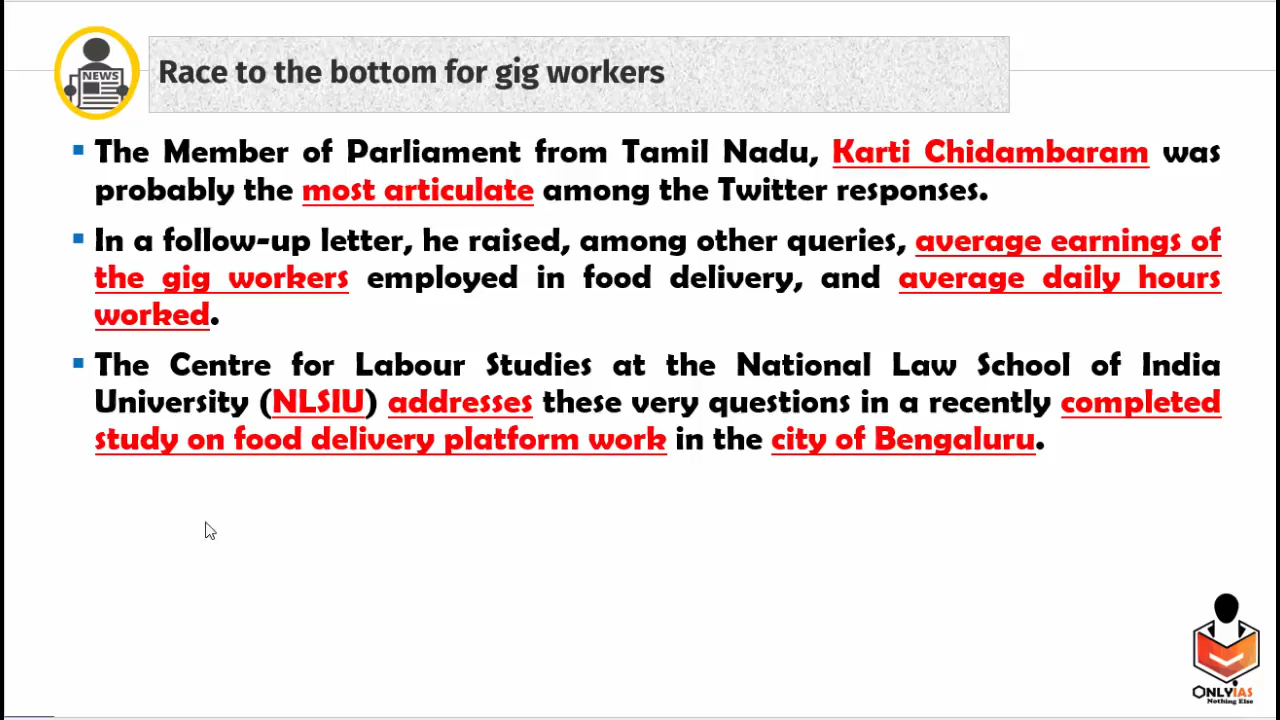 NEWS
Race to the bottom for gig workers
The Member of Parliament from Tamil Nadu, Karti Chidambaram was
probably the most articulate among the Twitter responses.
In a follow-up letter, he raised, among other queries, average earnings of
the gig workers employed in food delivery, and average daily hours
worked.
The Centre for Labour Studies at the National Law School of India
University (NLSIU) addresses these very questions in a recently completed
study on food delivery platform work in the city of Bengaluru.
ONLYIAS
Nothing Else